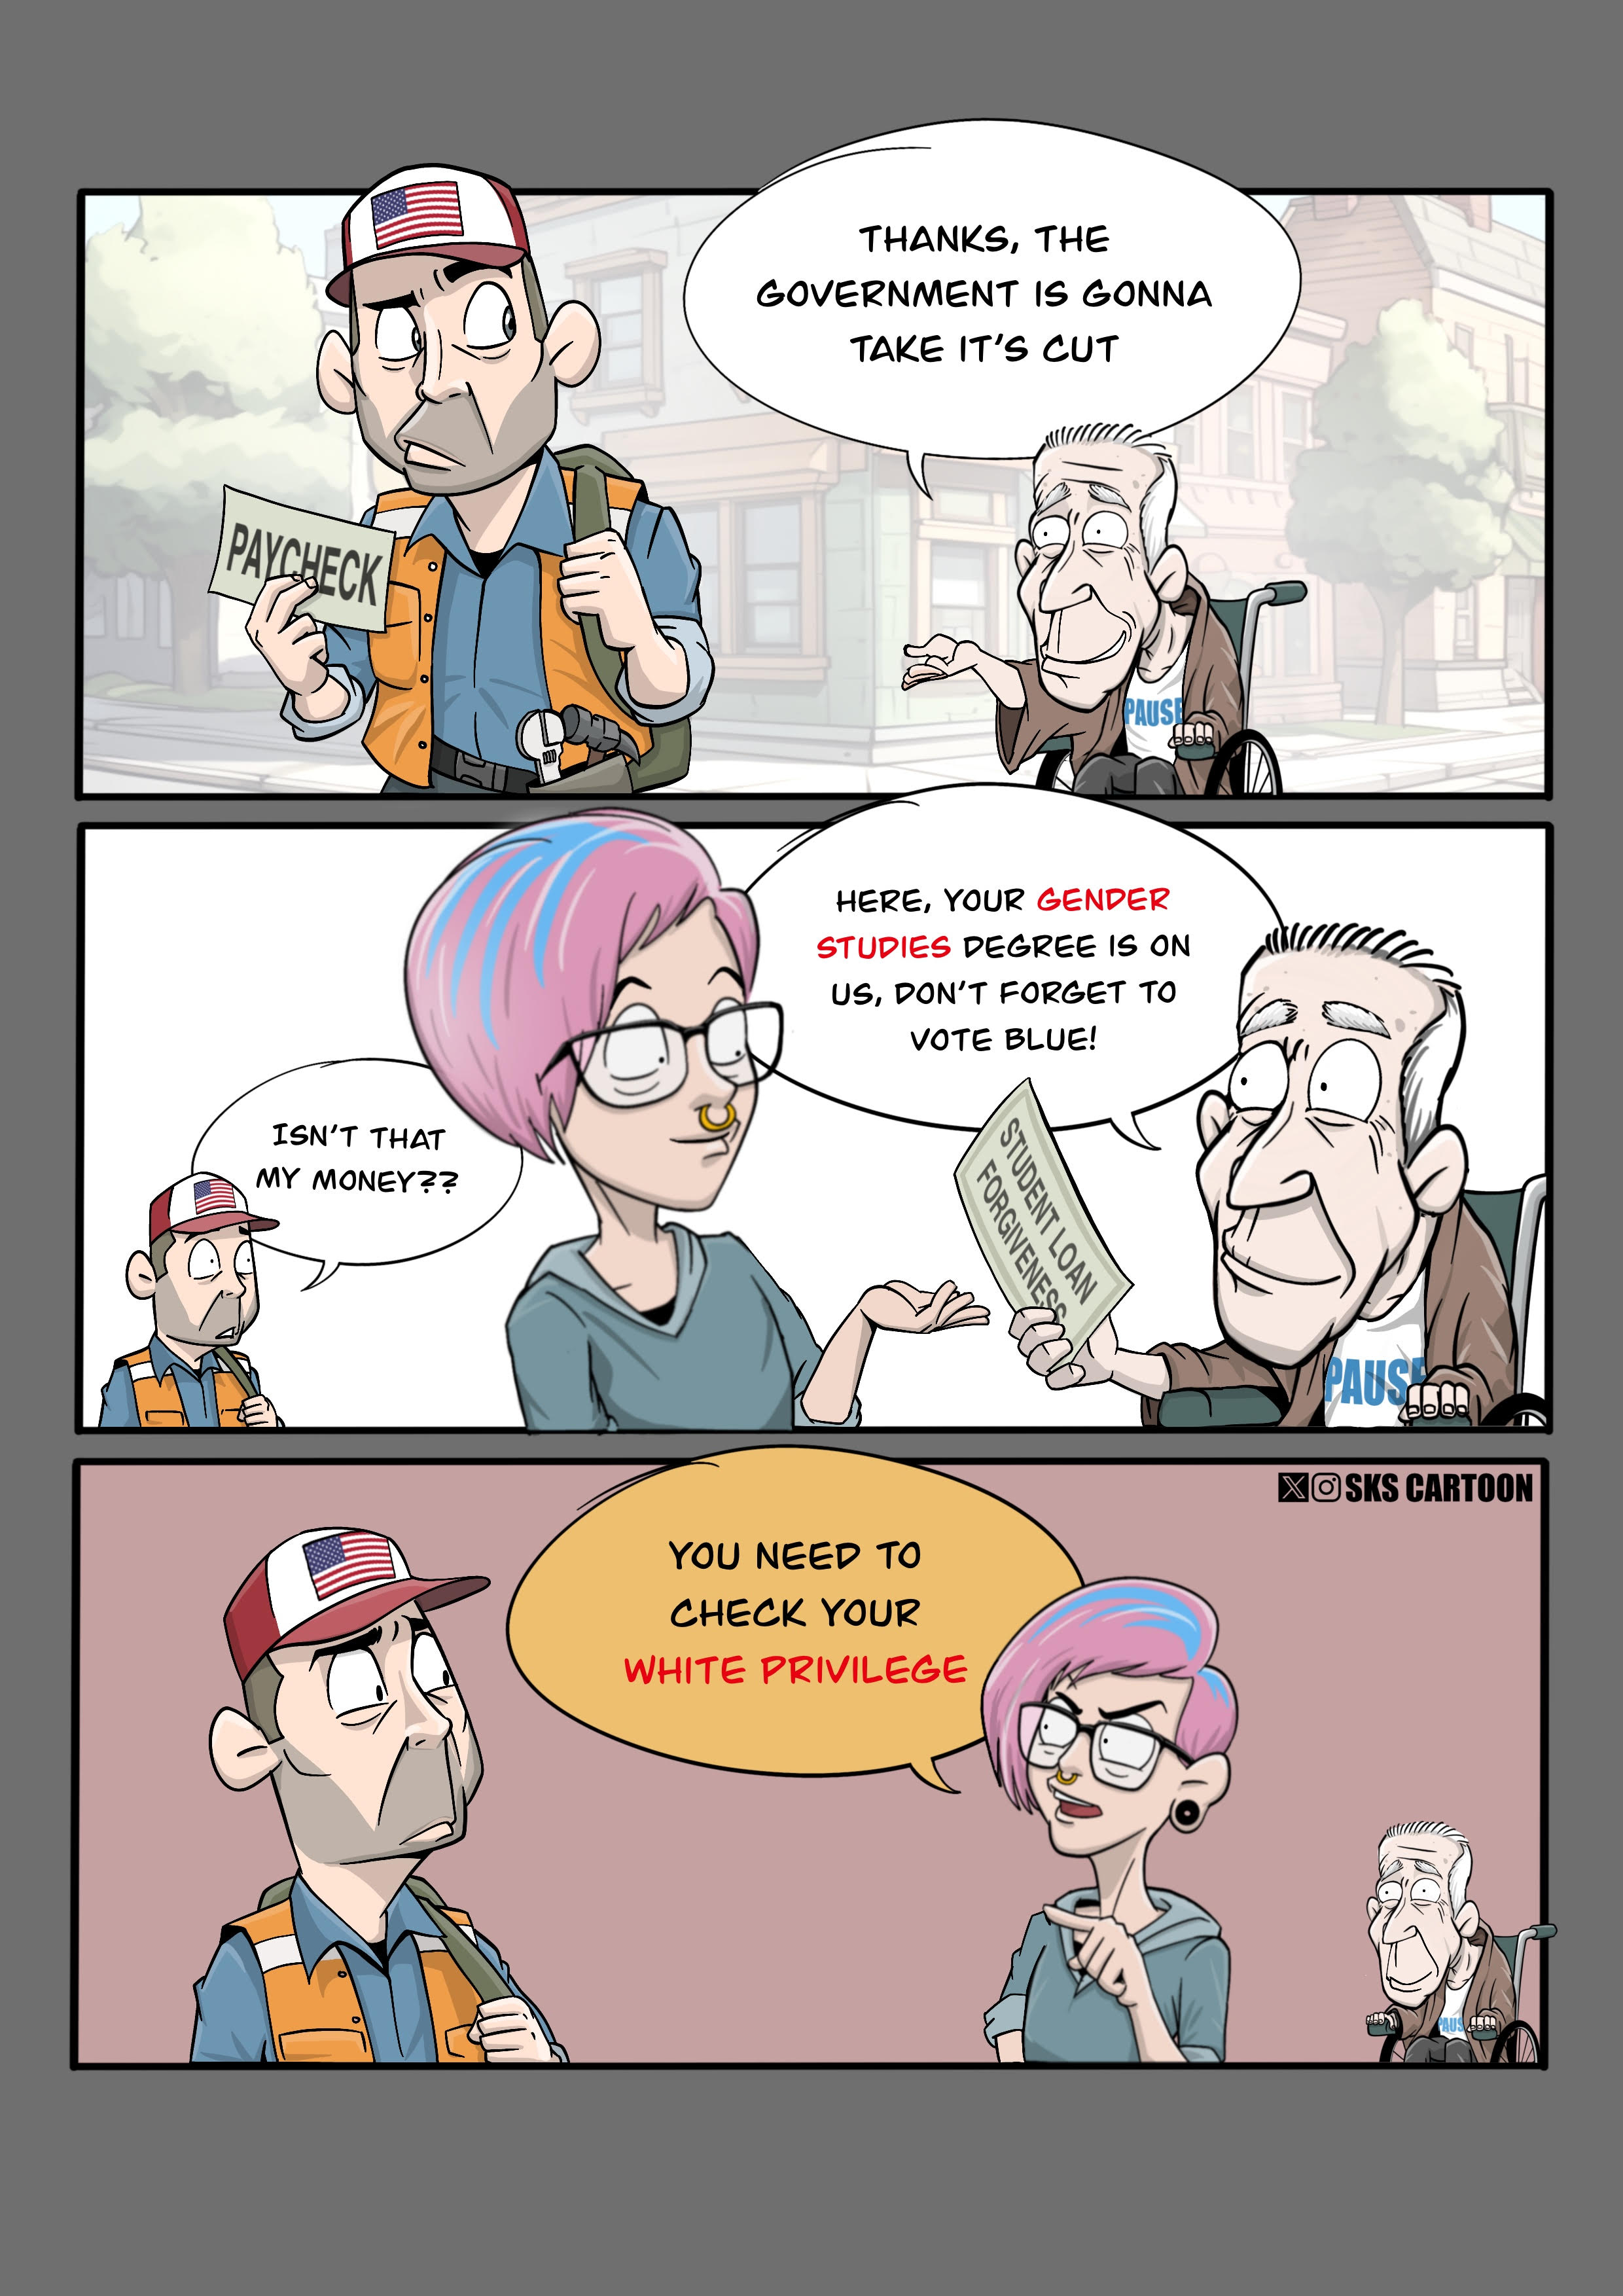 THANKS, THE
GOVERNMENT IS GONNA
TAKE IT'S CUT
PAYCHECK
PAUSE
HERE, YOUR GENDER
STUDIES DEGREE IS ON
US, DON'T FORGET TO
VOTE BLUE!
ISN'T THAT
MY MONEY??
STUDENT LOAN
FORGIVENESS
PAUSE
SKS CARTOON
YOU NEED TO
CHECK YOUR
WHITE PRIVILEGE
PAUSE